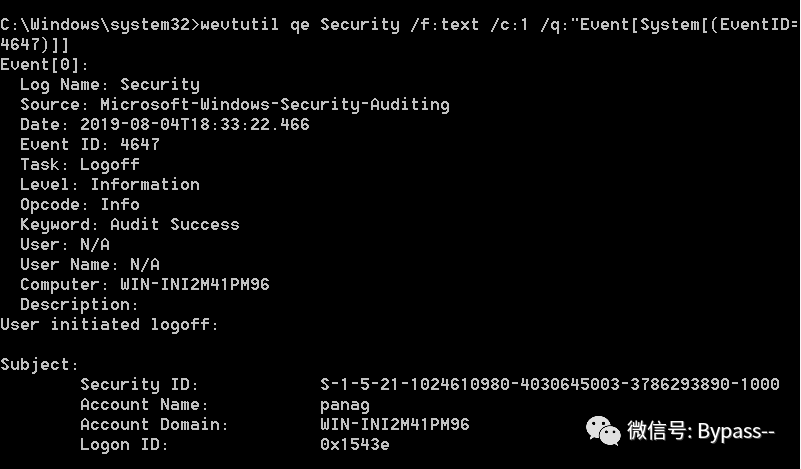 C:\Windows\system32>wevtutil qe Security /f:text /c:1 /q:"Event[System[(EventID=
4647)]]
Event[0]:
  Log Name: Security
  Source: Microsoft-Windows-Security-Auditing
  Date: 2019-08-04T18:33:22.466
  Event ID: 4647
  Task: Logoff
  Level: Information
  Opcode: Info
  Keyword: Audit Success
  User: N/A
  User Name: N/A
  Computer: WIN-INI2M41PM96
  Description:
User initiated logoff:

Subject:
        Security ID:            S-1-5-21-1024610980-4030645003-3786293890-1000
        Account Name:           panag
        Account Domain:         WIN-INI2M41PM96
        Logon ID:               0x1543e
微信号: Bypass--